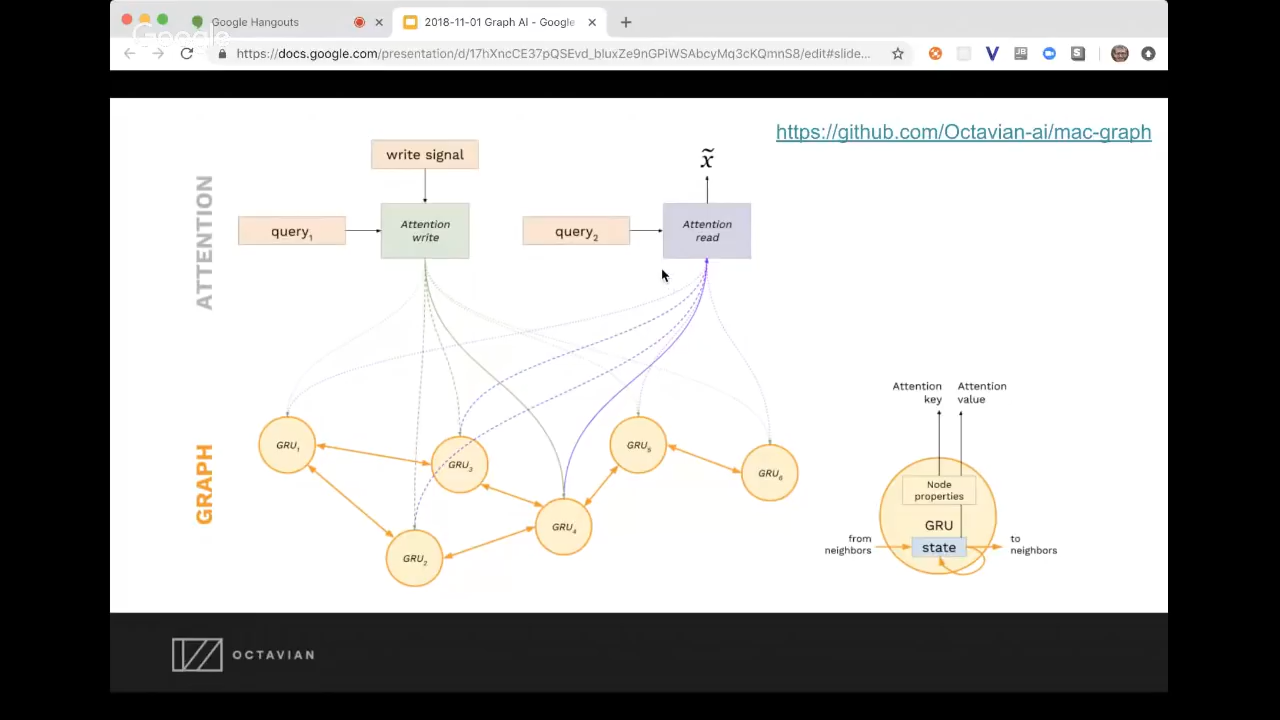 Google Hangouts
2018-11-01 Graph AI - Google
Google
https://docs.google.com/presentation/d/17hXncCE37pQSEvd_bluxZe9nGPiWSAbcyMq3cKQmnS8/edit#slide...
https://github.com/Octavian-ai/mac-graph
write signal
x̃
ATTENTION
query₁
Attention
write
query₂
Attention
read
Attention
key
Attention
value
GRAPH
GRU₁
GRU₃
GRU₅
GRU₆
GRU₄
GRU₂
Node
properties
GRU
from
neighbors
state
to
neighbors
OCTAVIAN